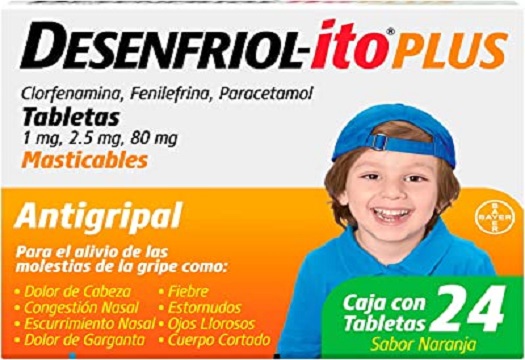 DESENFRIOL-ito® PLUS
Clorfenamina, Fenilefrina, Paracetamol
Tabletas
1 mg, 2.5 mg, 80 mg
Masticables
Antigripal
Para el alivio de las
molestias de la gripe como:
• Dolor de Cabeza
• Congestión Nasal
• Escurrimiento Nasal
• Dolor de Garganta
• Fiebre
• Estornudos
• Ojos Llorosos
• Cuerpo Cortado
BAYER
BAYER
Caja con 24
Tabletas
Sabor Naranja